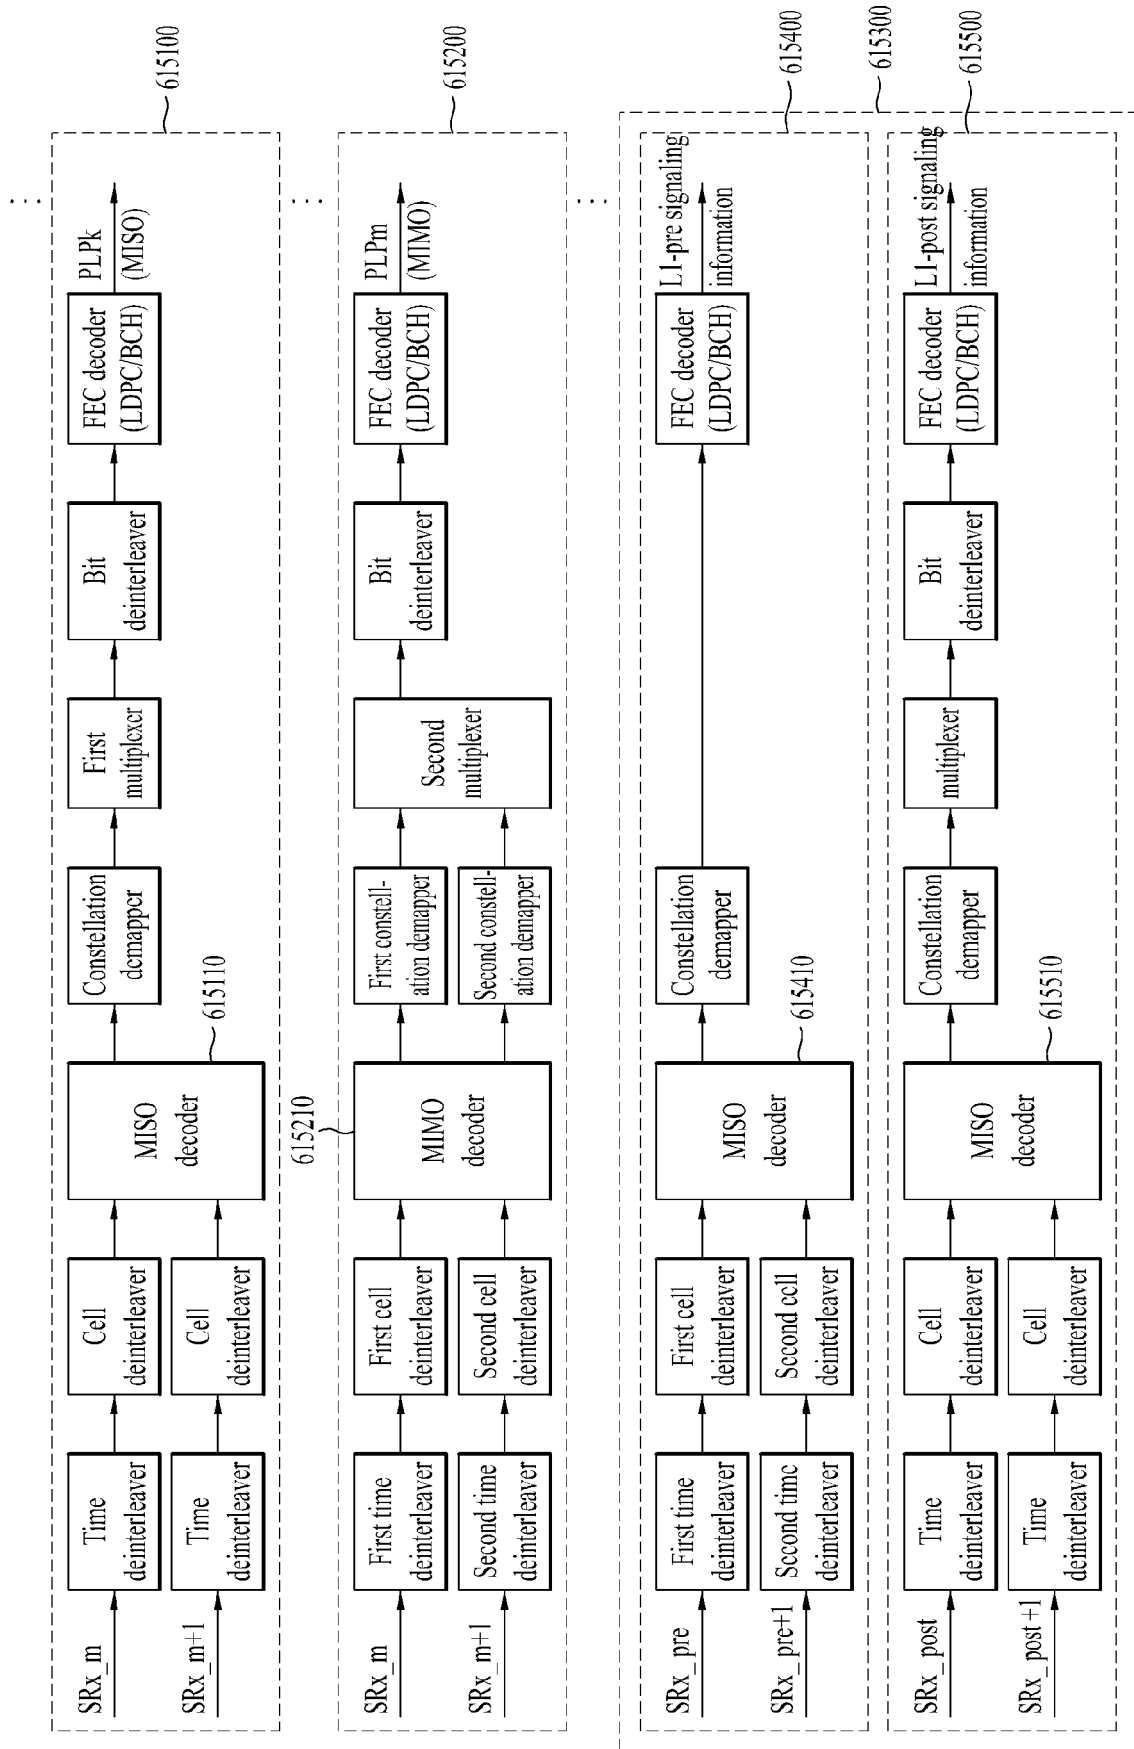 SRx_m
Time
deinterleaver
Cell
deinterleaver
SRx_m+1
Time
deinterleaver
Cell
deinterleaver
MISO
decoder
615110
Constellation
demapper
First
multiplexer
Bit
deinterleaver
FEC decoder
(LDPC/BCH)
PLPk
(MISO)
615100
...
SRx_m
First time
deinterleaver
First cell
deinterleaver
SRx_m+1
Second time
deinterleaver
Second cell
deinterleaver
615210
MIMO
decoder
First constell-
ation demapper
Second constell-
ation demapper
Second
multiplexer
Bit
deinterleaver
FEC decoder
(LDPC/BCH)
PLPm
(MIMO)
615200
...
SRx_pre
First time
deinterleaver
First cell
deinterleaver
SRx_pre+1
Second time
deinterleaver
Second cell
deinterleaver
MISO
decoder
615410
Constellation
demapper
FEC decoder
(LDPC/BCH)
L1-pre signaling
information
615400
...
615300
SRx_post
Time
deinterleaver
Cell
deinterleaver
SRx_post+1
Time
deinterleaver
Cell
deinterleaver
MISO
decoder
615510
Constellation
demapper
multiplexer
Bit
deinterleaver
FEC decoder
(LDPC/BCH)
L1-post signaling
information
615500